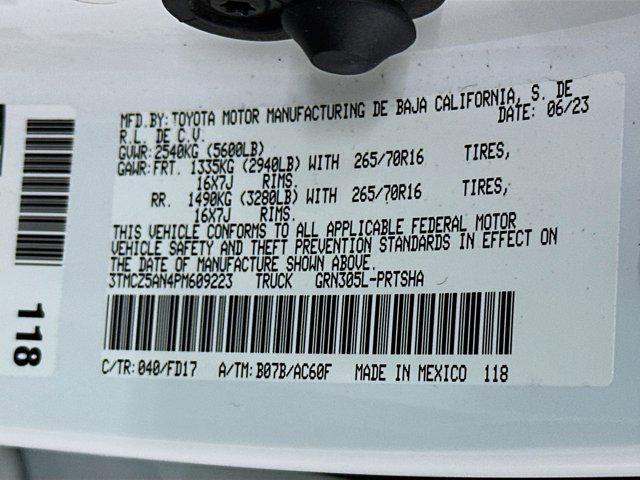 MFD.BY:TOYOTA MOTOR MANUFACTURING DE BAJA CALIFORNIA, S. DE
R.L. DE C.V. DATE: 06/23
GVWR:2540KG (5600LB)
GAWR:FRT. 1335KG (2940LB) WITH 265/70R16 TIRES,
16X7J RIMS.
RR. 1490KG (3280LB) WITH 265/70R16 TIRES,
16X7J RIMS.
THIS VEHICLE CONFORMS TO ALL APPLICABLE FEDERAL MOTOR
VEHICLE SAFETY AND THEFT PREVENTION STANDARDS IN EFFECT ON
THE DATE OF MANUFACTURE SHOWN ABOVE.
3TMCZ5AN4PM609223 TRUCK GRN305L-PRTSHA
C/TR:040/FD17 A/TM:B07B/AC60F MADE IN MEXICO 118
118